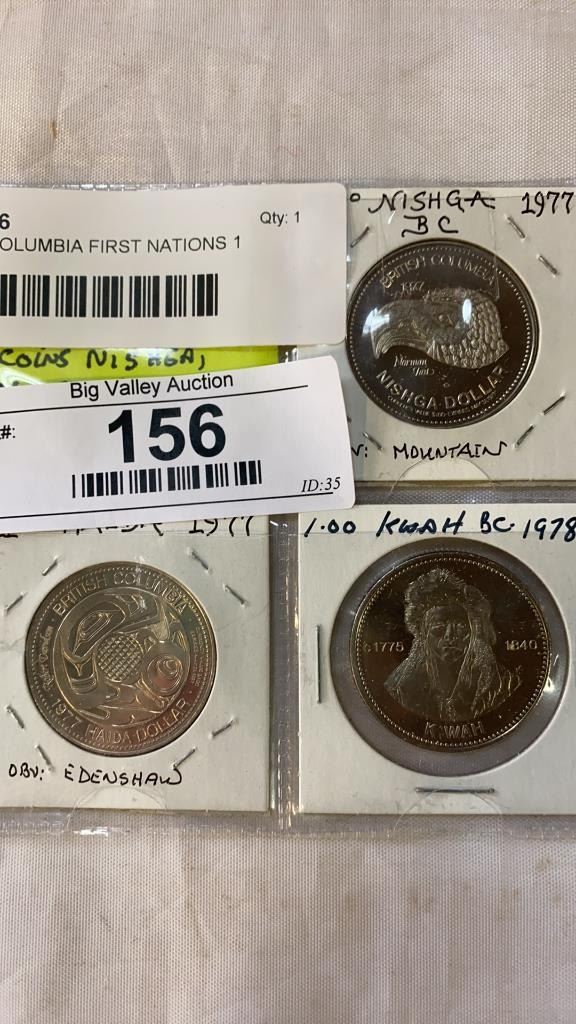 6
Qty: 1
OLUMBIA FIRST NATIONS 1
COINS NISHGA,
Big Valley Auction
#:
156
ID:35
NISHGA 1977
BC
BRITISH COLUMBIA
1977
Norman
NISHGA DOLLAR
: MOUNTAIN
1977
BRITISH COLUMBIA
1977 HAIDA DOLLAR
OBV: EDENSHAW
1.00 KWAH BC 1978
1775
1840
KWAH